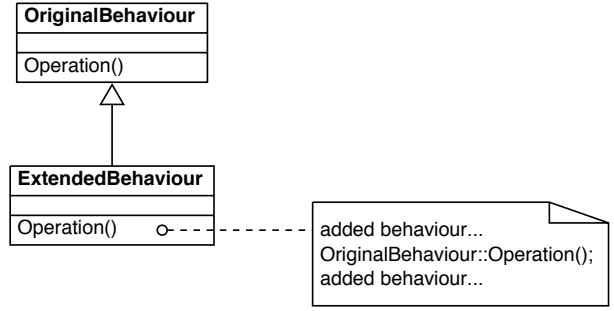 OriginalBehaviour
Operation()
ExtendedBehaviour
Operation()
added behaviour...
OriginalBehaviour::Operation();
added behaviour...